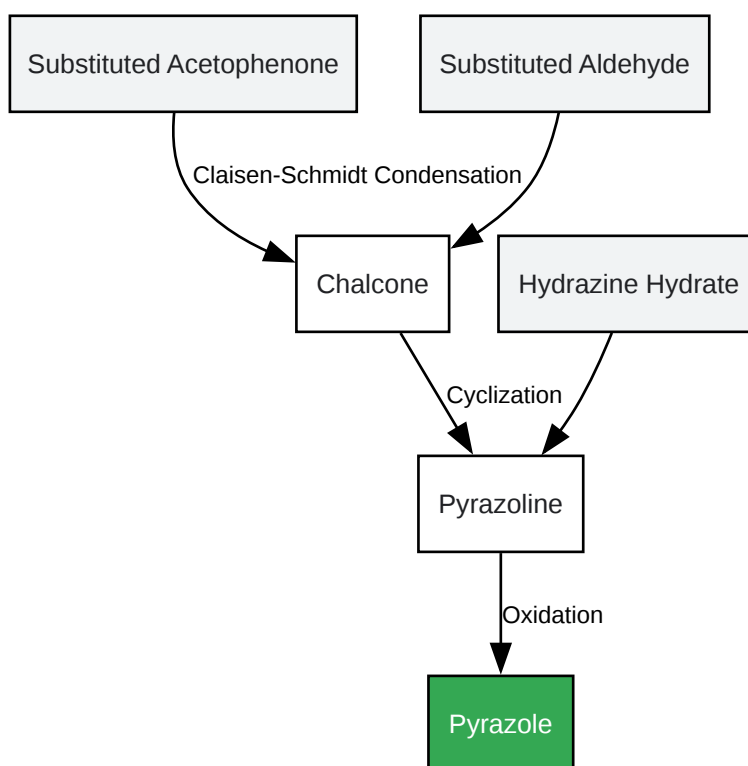 Substituted Acetophenone
Substituted Aldehyde
Claisen-Schmidt Condensation
Chalcone
Hydrazine Hydrate
Cyclization
Pyrazoline
Oxidation
Pyrazole